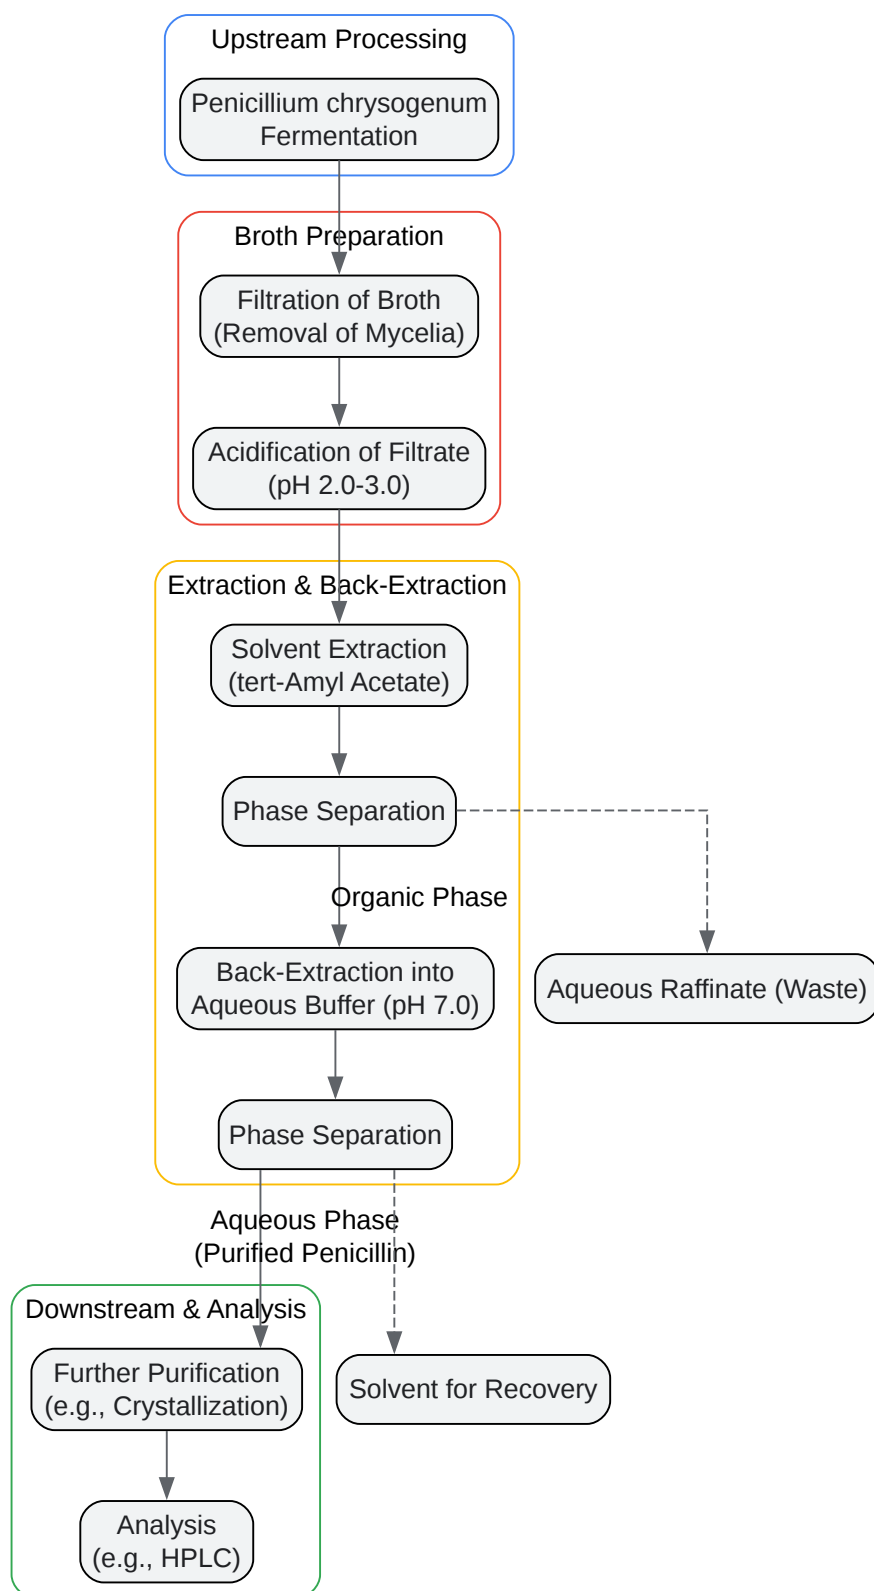 Upstream Processing
Penicillium chrysogenum
Fermentation
Broth Preparation
Filtration of Broth
(Removal of Mycelia)
Acidification of Filtrate
(pH 2.0-3.0)
Extraction & Back-Extraction
Solvent Extraction
(tert-Amyl Acetate)
Phase Separation
Organic Phase
Back-Extraction into
Aqueous Buffer (pH 7.0)
Aqueous Raffinate (Waste)
Phase Separation
Aqueous Phase
(Purified Penicillin)
Downstream & Analysis
Further Purification
(e.g., Crystallization)
Solvent for Recovery
Analysis
(e.g., HPLC)